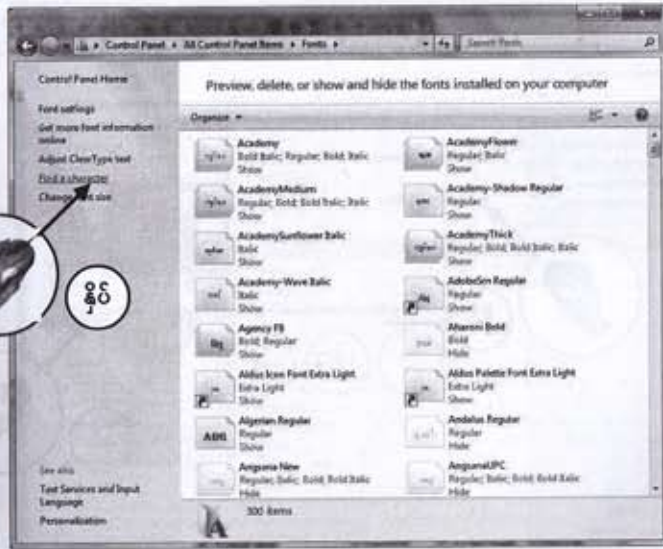 Control Panel ▸ All Control Panel Items ▸ Fonts ▸
Search Fonts
Control Panel Home
Font settings
Get more font information
online
Adjust ClearType text
Find a character
Change font size
See also
Text Services and Input
Language
Personalization
Preview, delete, or show and hide the fonts installed on your computer
Organize
Academy
Bold Italic; Regular; Bold; Italic
Show
AcademyFlower
Regular; Italic
Show
AcademyMedium
Regular; Bold; Bold Italic; Italic
Show
Academy-Shadow Regular
Regular
Show
AcademySunflower Italic
Italic
Show
AcademyThick
Regular; Bold; Bold Italic; Italic
Show
Academy-Wave Italic
Italic
Show
AdobeSm Regular
Regular
Show
Agency FB
Bold; Regular
Show
Aharoni Bold
Bold
Hide
Aldus Icon Font Extra Light
Extra Light
Show
Aldus Palette Font Extra Light
Extra Light
Show
ABG
Algerian Regular
Regular
Show
Andalus Regular
Regular
Hide
Angsana New
Regular; Italic; Bold; Bold Italic
Hide
AngsanaUPC
Regular; Italic; Bold; Bold Italic
Hide
300 items